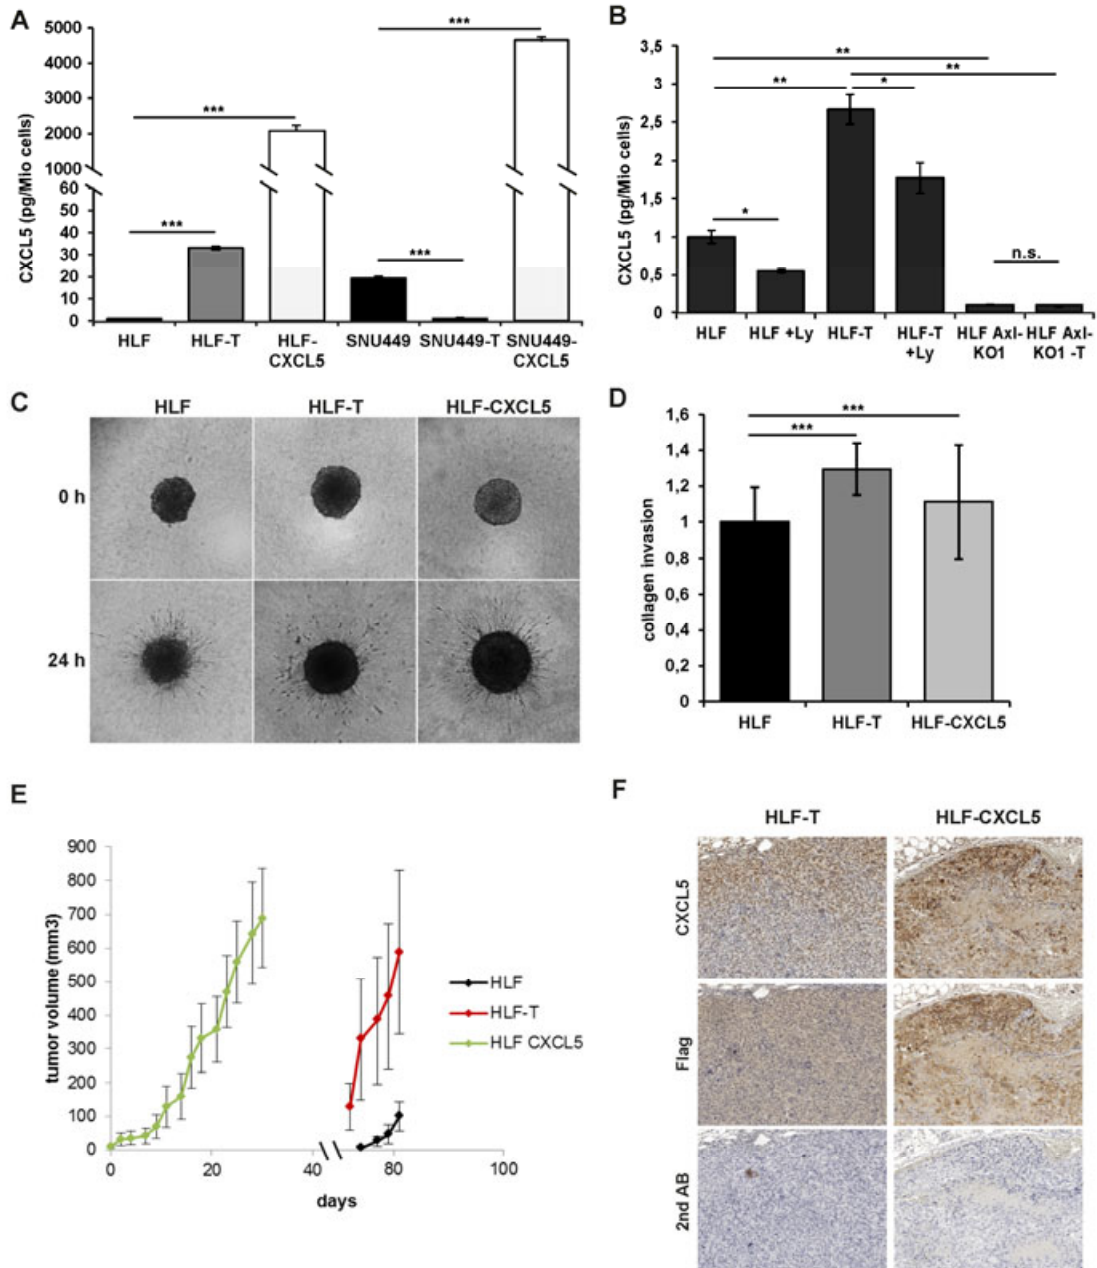 A
CXCL5 (pg/Mio cells)
5000
4000
3000
2000
1000
60
50
40
30
20
10
0
***
***
***
***
HLF
HLF-T
HLF-
CXCL5
SNU449
SNU449-T
SNU449-
CXCL5
B
CXCL5 (pg/Mio cells)
3,5
3
2,5
2
1,5
1
0,5
0
**
**
**
*
*
n.s.
HLF
HLF +Ly
HLF-T
HLF-T
+Ly
HLF Axl-
KO1
HLF Axl-
KO1 -T
C
HLF
HLF-T
HLF-CXCL5
0 h
24 h
D
collagen invasion
1,6
1,4
1,2
1
0,8
0,6
0,4
0,2
0
***
***
HLF
HLF-T
HLF-CXCL5
E
tumor volume (mm3)
900
800
700
600
500
400
300
200
100
0
0
20
40
80
100
days
HLF
HLF-T
HLF CXCL5
F
HLF-T
HLF-CXCL5
CXCL5
Flag
2nd AB